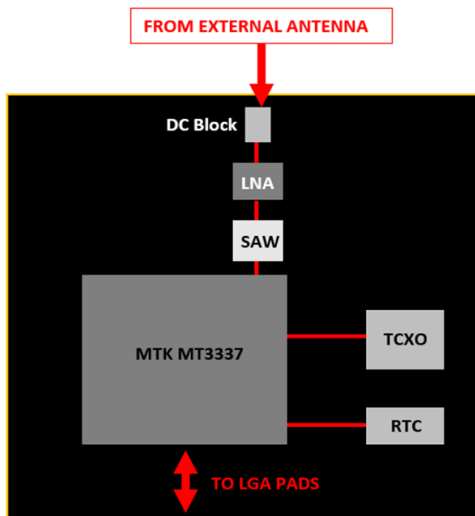 FROM EXTERNAL ANTENNA
DC Block
LNA
SAW
MTK MT3337
TCXO
RTC
TO LGA PADS